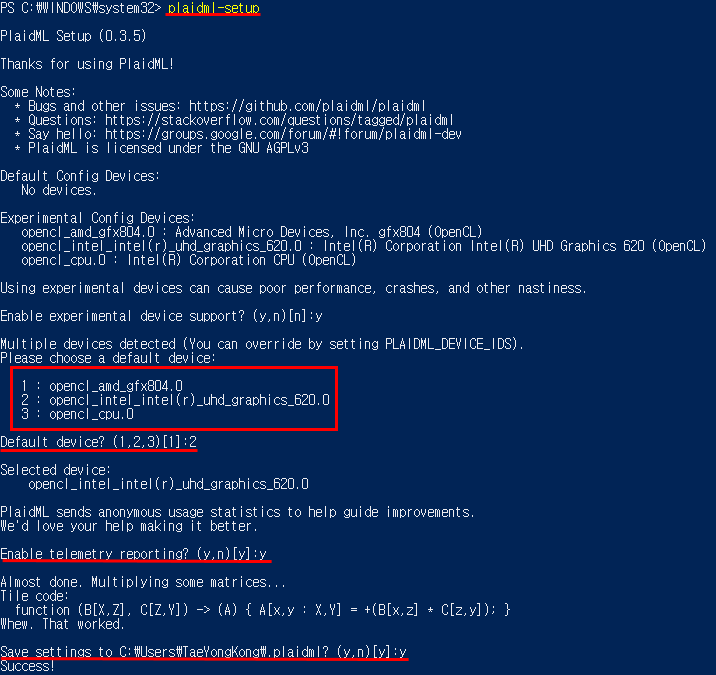 PS C:₩WINDOWS₩system32> plaidml-setup
PlaidML Setup (0.3.5)
Thanks for using PlaidML!
Some Notes:
* Bugs and other issues: https://github.com/plaidml/plaidml
* Questions: https://stackoverflow.com/questions/tagged/plaidml
* Say hello: https://groups.google.com/forum/#!forum/plaidml-dev
* PlaidML is licensed under the GNU AGPLv3
Default Config Devices:
No devices.
Experimental Config Devices:
opencl_amd_gfx804.0 : Advanced Micro Devices, Inc. gfx804 (OpenCL)
opencl_intel_intel(r)_uhd_graphics_620.0 : Intel(R) Corporation Intel(R) UHD Graphics 620 (OpenCL)
opencl_cpu.0 : Intel(R) Corporation CPU (OpenCL)
Using experimental devices can cause poor performance, crashes, and other nastiness.
Enable experimental device support? (y,n)[n]:y
Multiple devices detected (You can override by setting PLAIDML_DEVICE_IDS).
Please choose a default device:
1 : opencl_amd_gfx804.0
2 : opencl_intel_intel(r)_uhd_graphics_620.0
3 : opencl_cpu.0
Default device? (1,2,3)[1]:2
Selected device:
opencl_intel_intel(r)_uhd_graphics_620.0
PlaidML sends anonymous usage statistics to help guide improvements.
We'd love your help making it better.
Enable telemetry reporting? (y,n)[y]:y
Almost done. Multiplying some matrices...
Tile code:
function (B[X,Z], C[Z,Y]) -> (A) { A[x,y : X,Y] = +(B[x,z] * C[z,y]); }
Whew. That worked.
Save settings to C:₩Users₩TaeYongKong₩.plaidml? (y,n)[y]:y
Success!